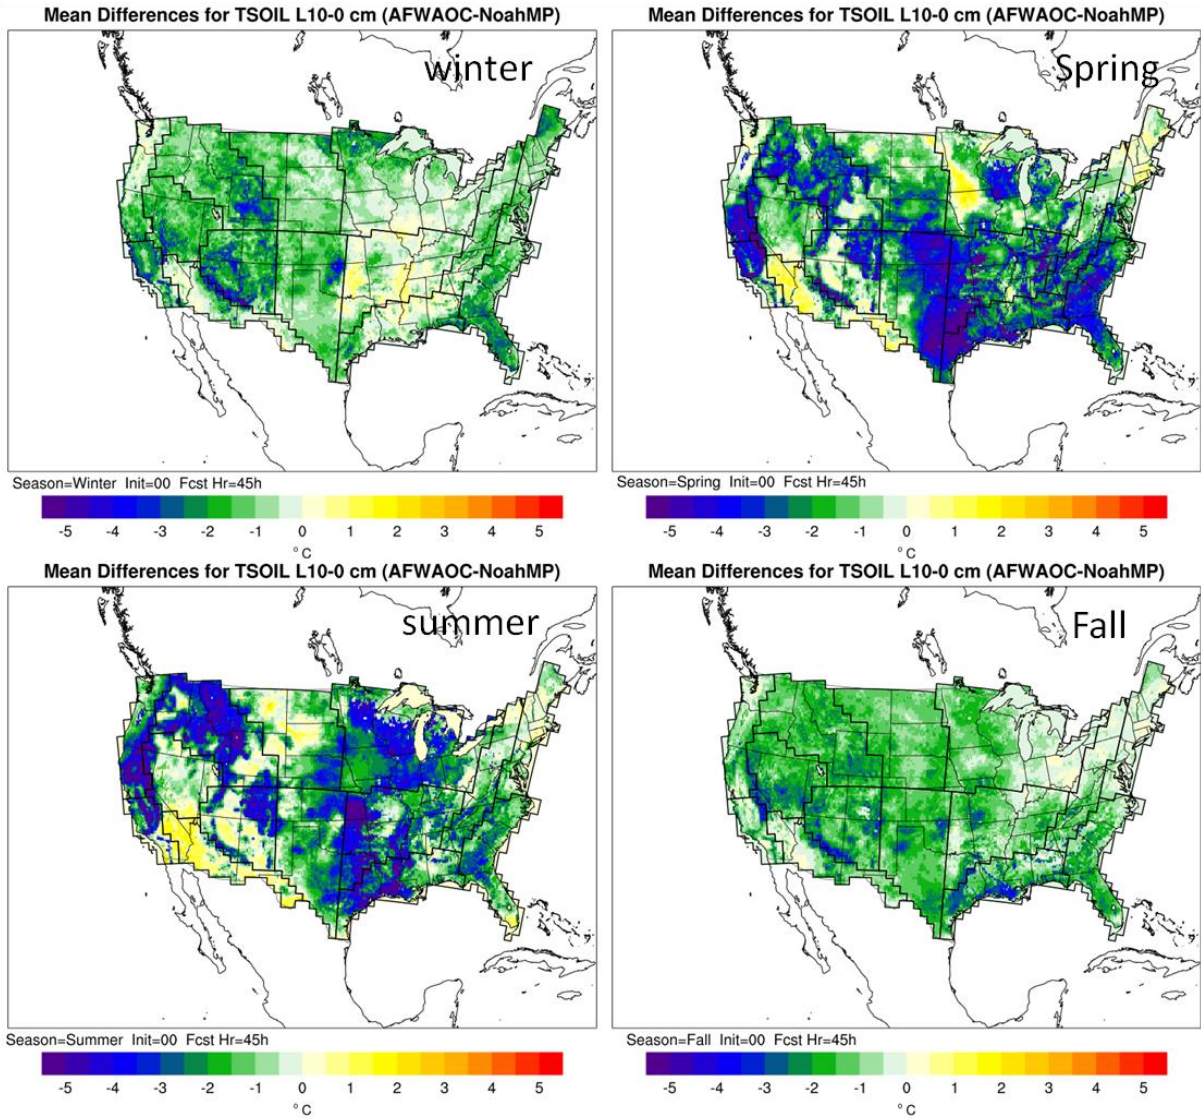 Mean Differences for TSOIL L10-0 cm (AFWAOC-NoahMP)
winter
Season=Winter Init=00 Fcst Hr=45h
-5 -4 -3 -2 -1 0 1 2 3 4 5
° C
Mean Differences for TSOIL L10-0 cm (AFWAOC-NoahMP)
Spring
Season=Spring Init=00 Fcst Hr=45h
-5 -4 -3 -2 -1 0 1 2 3 4 5
° C
Mean Differences for TSOIL L10-0 cm (AFWAOC-NoahMP)
summer
Season=Summer Init=00 Fcst Hr=45h
-5 -4 -3 -2 -1 0 1 2 3 4 5
° C
Mean Differences for TSOIL L10-0 cm (AFWAOC-NoahMP)
Fall
Season=Fall Init=00 Fcst Hr=45h
-5 -4 -3 -2 -1 0 1 2 3 4 5
° C